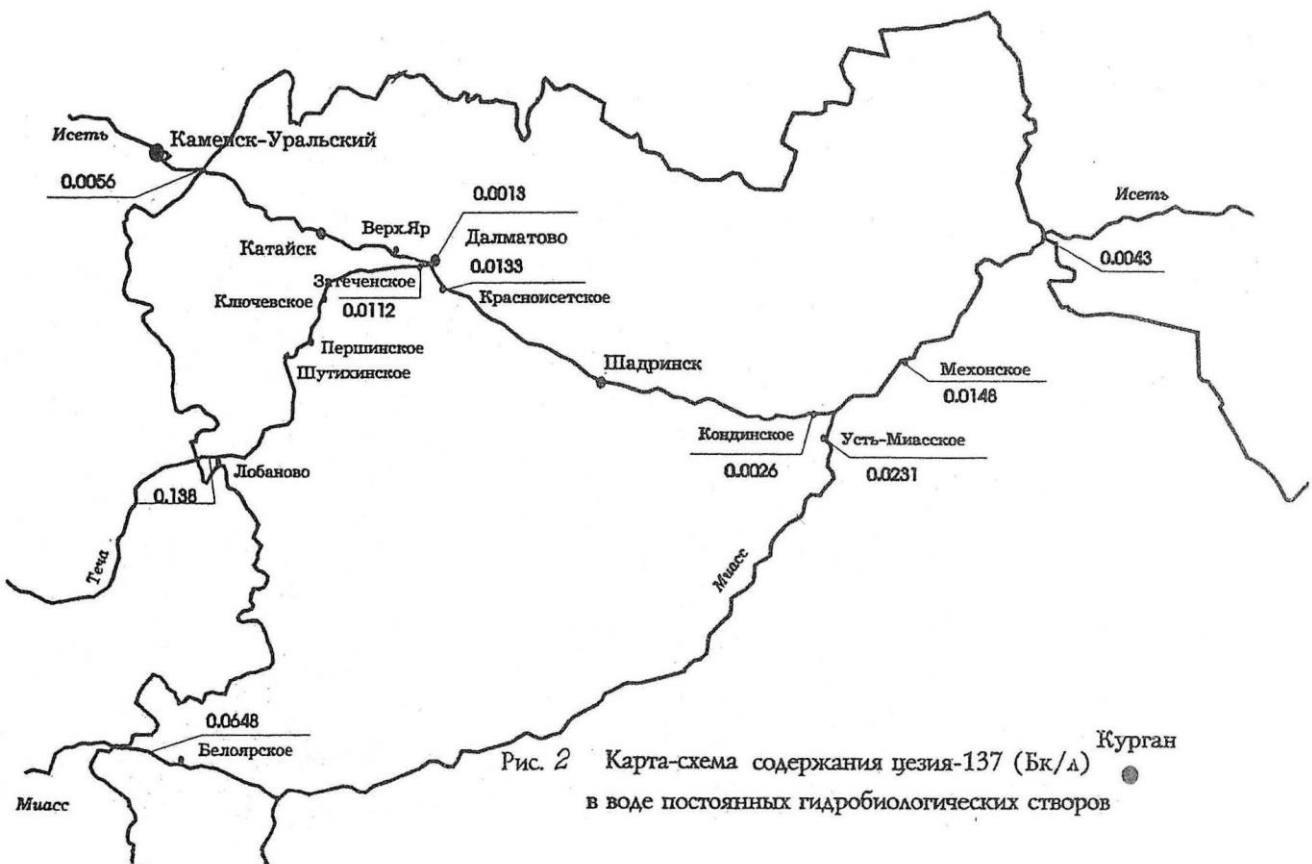 Исеть
Каменск-Уральский
0.0056
0.0013
Исеть
Верх.Яр
Далматово
Катайск
0.0043
0.0133
Затеченское
Ключевское
Красноисетское
0.0112
Першинское
Шутихинское
Шадринск
Мехонское
0.0148
Кондинское
Усть-Миасское
0.0026
0.0231
Лобаново
0.138
Теча
Миасс
0.0648
Белоярское
Курган
Рис. 2 Карта-схема содержания цезия-137 (Бк/л)
в воде постоянных гидробиологических створов
Миасс